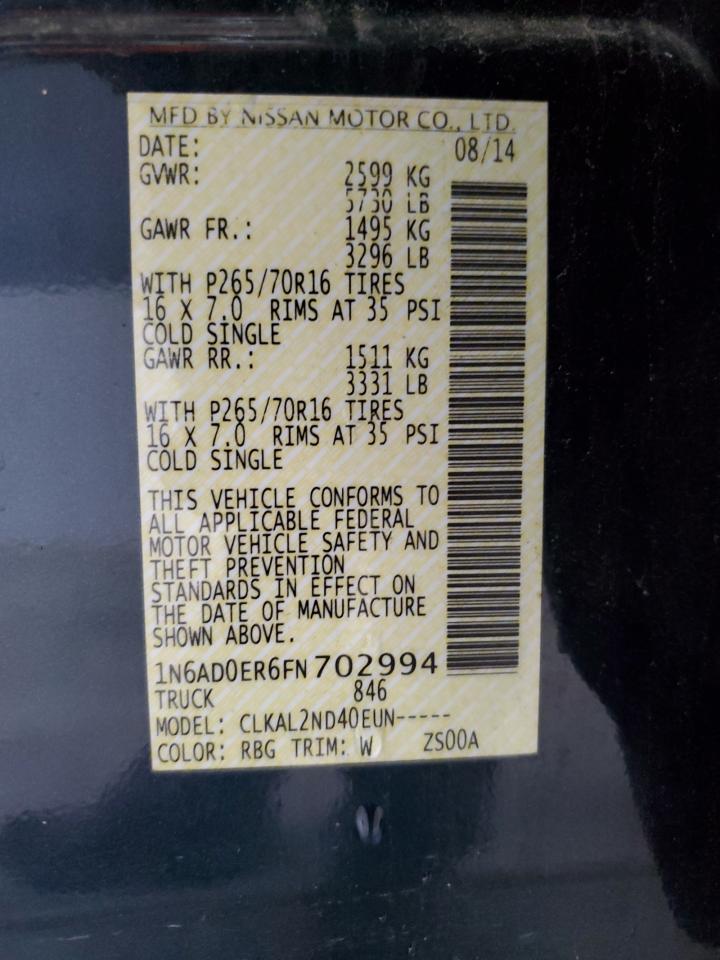 MFD BY NISSAN MOTOR CO., LTD.
DATE: 08/14
GVWR: 2599 KG
5730 LB
GAWR FR.: 1495 KG
3296 LB
WITH P265/70R16 TIRES
16 X 7.0 RIMS AT 35 PSI
COLD SINGLE
GAWR RR.: 1511 KG
3331 LB
WITH P265/70R16 TIRES
16 X 7.0 RIMS AT 35 PSI
COLD SINGLE
THIS VEHICLE CONFORMS TO
ALL APPLICABLE FEDERAL
MOTOR VEHICLE SAFETY AND
THEFT PREVENTION
STANDARDS IN EFFECT ON
THE DATE OF MANUFACTURE
SHOWN ABOVE.
1N6AD0ER6FN702994
TRUCK 846
MODEL: CLKAL2ND40EUN-----
COLOR: RBG TRIM: W ZS00A